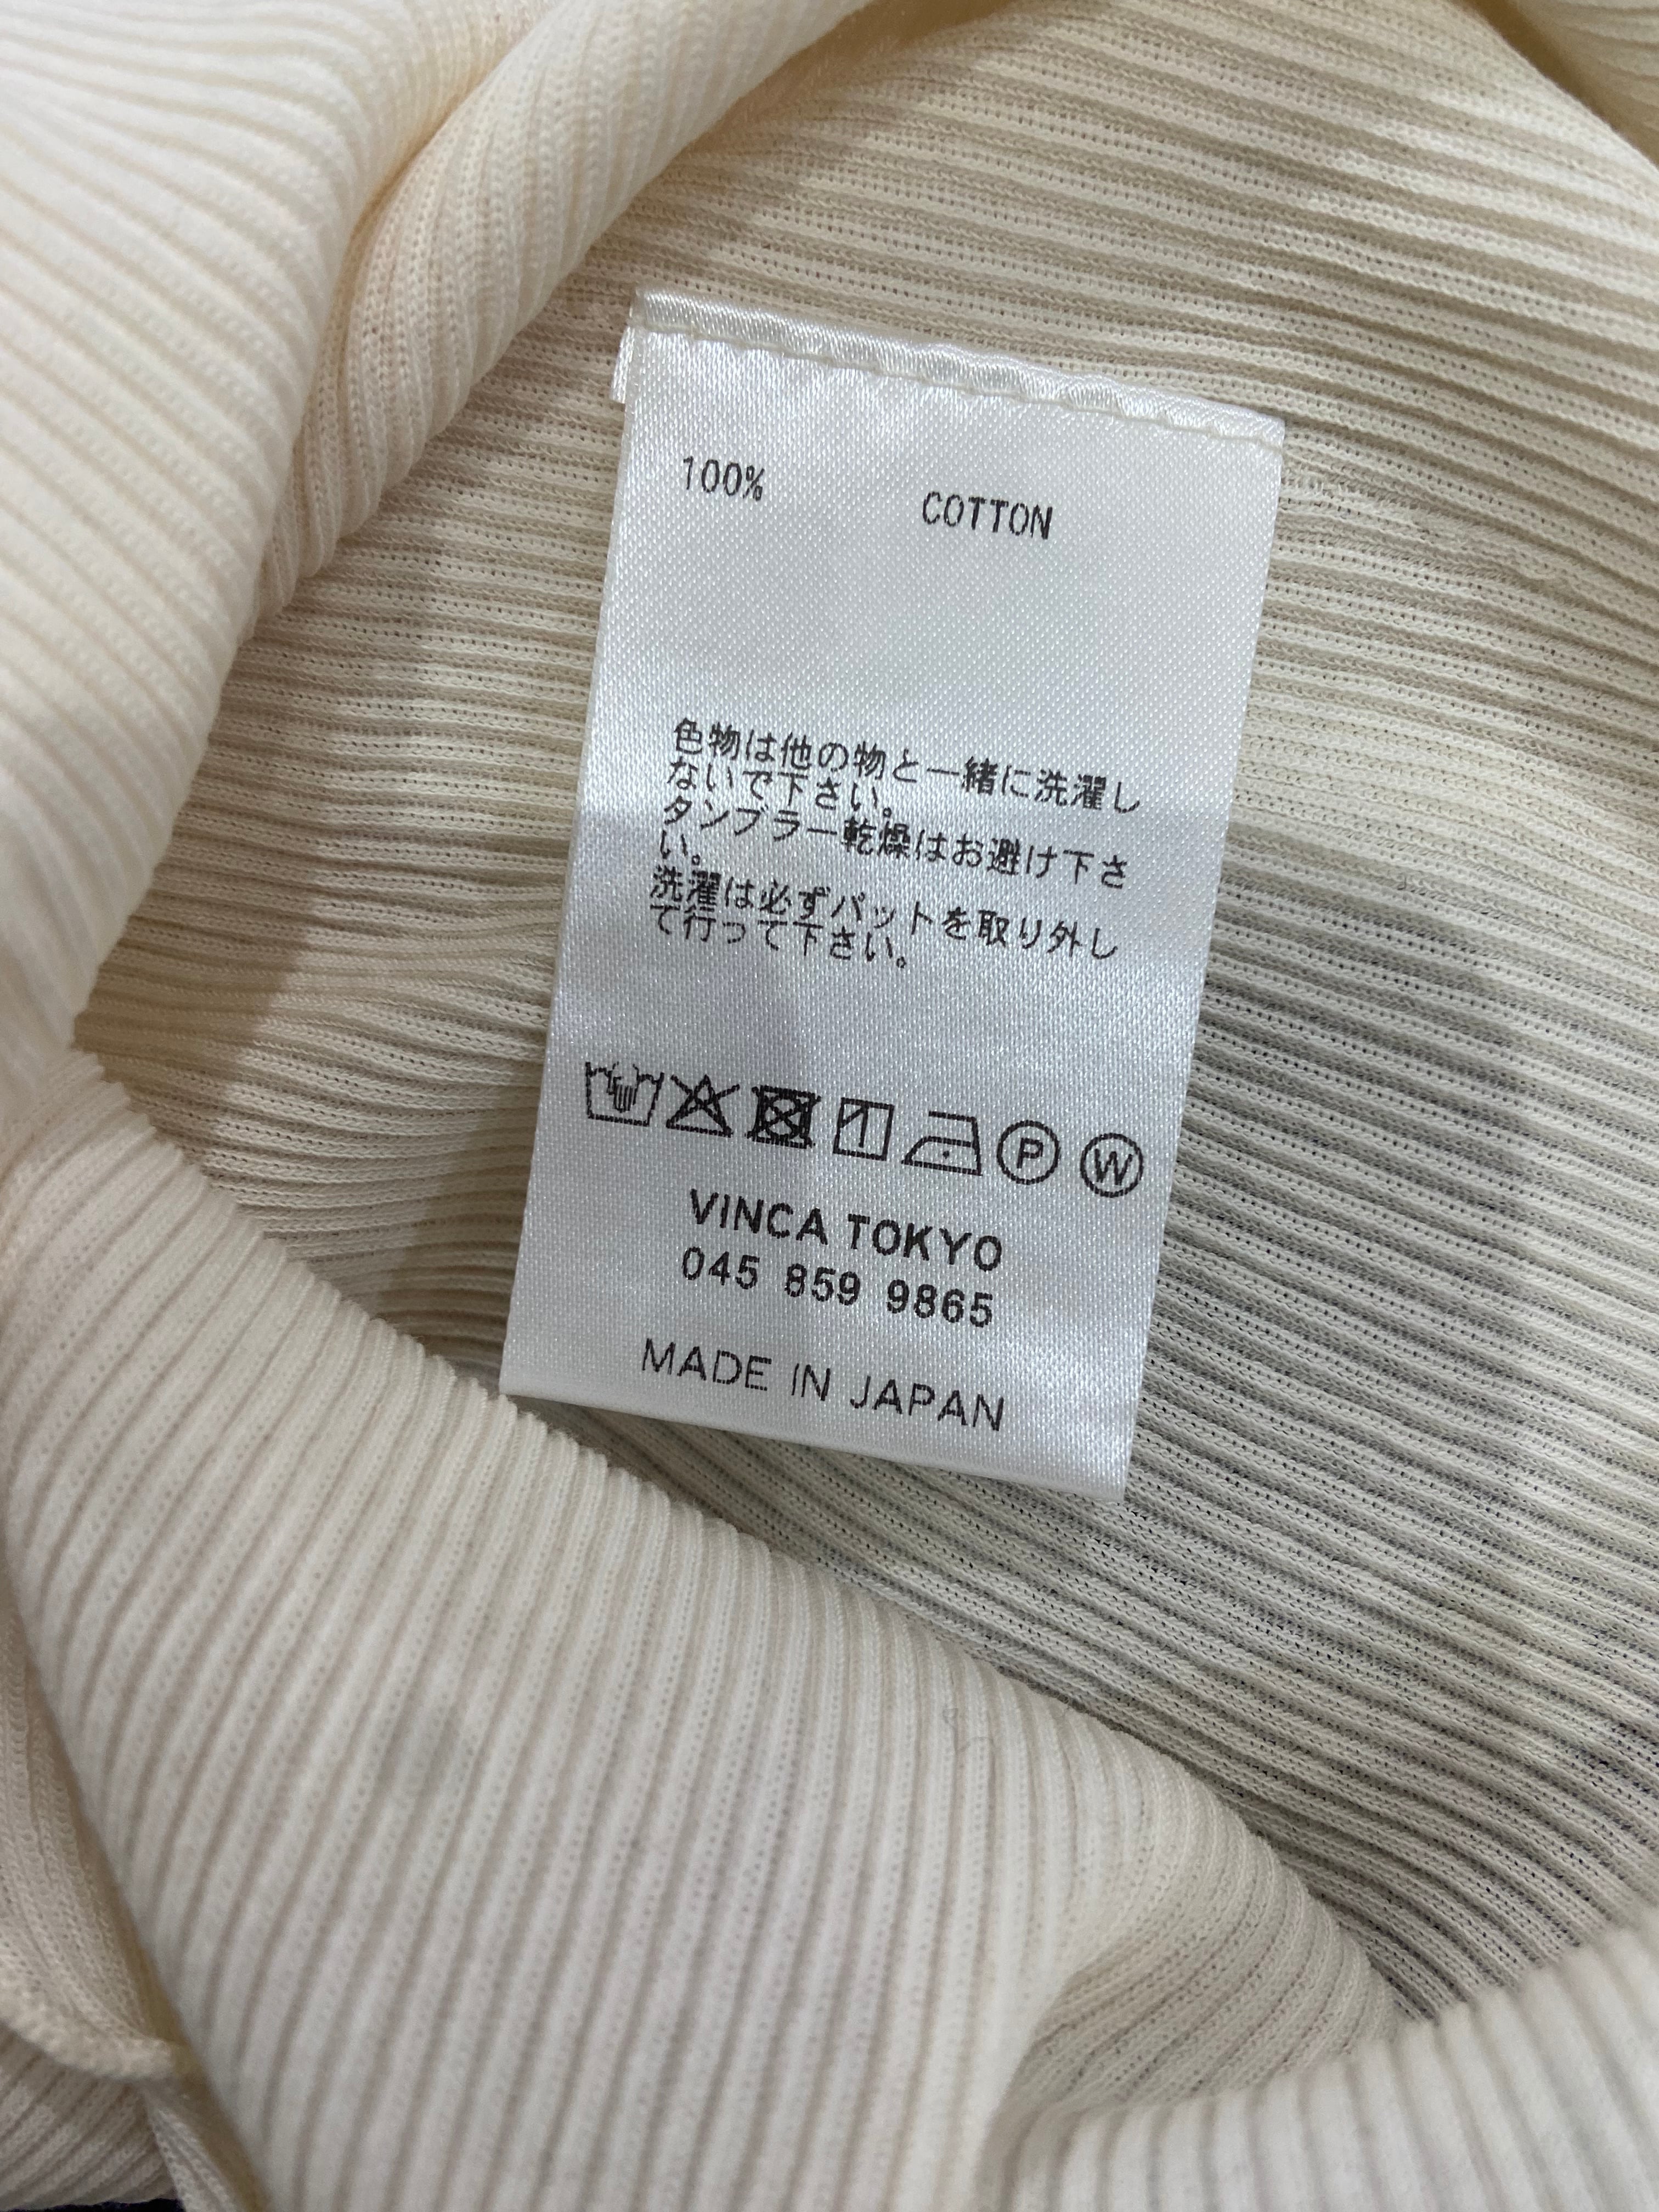 100% COTTON
色物は他の物と一緒に洗濯し
ないで下さい。
タンブラー乾燥はお避け下さ
い。
洗濯は必ずパットを取り外し
て行って下さい。
P W
VINCA TOKYO
045 859 9865
MADE IN JAPAN